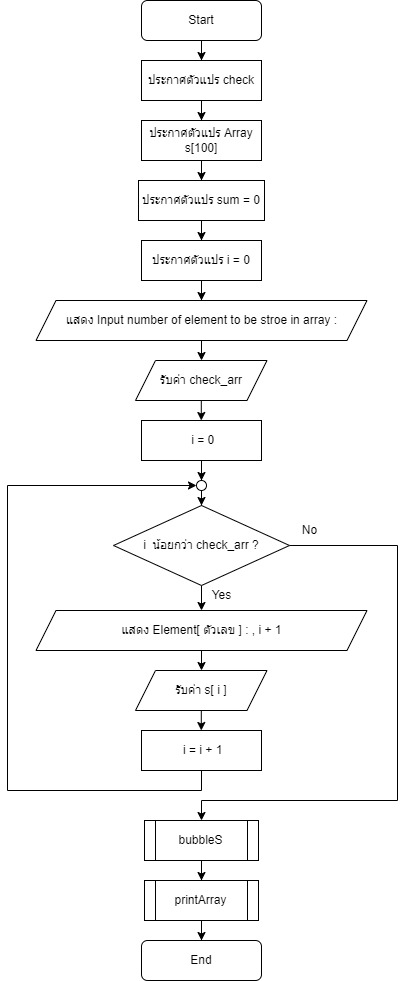 Start
ประกาศตัวแปร check
ประกาศตัวแปร Array
s[100]
ประกาศตัวแปร sum = 0
ประกาศตัวแปร i = 0
แสดง Input number of element to be stroe in array :
รับค่า check_arr
i = 0
i น้อยกว่า check_arr ?
No
Yes
แสดง Element[ ตัวเลข ] : , i + 1
รับค่า s[ i ]
i = i + 1
bubbleS
printArray
End